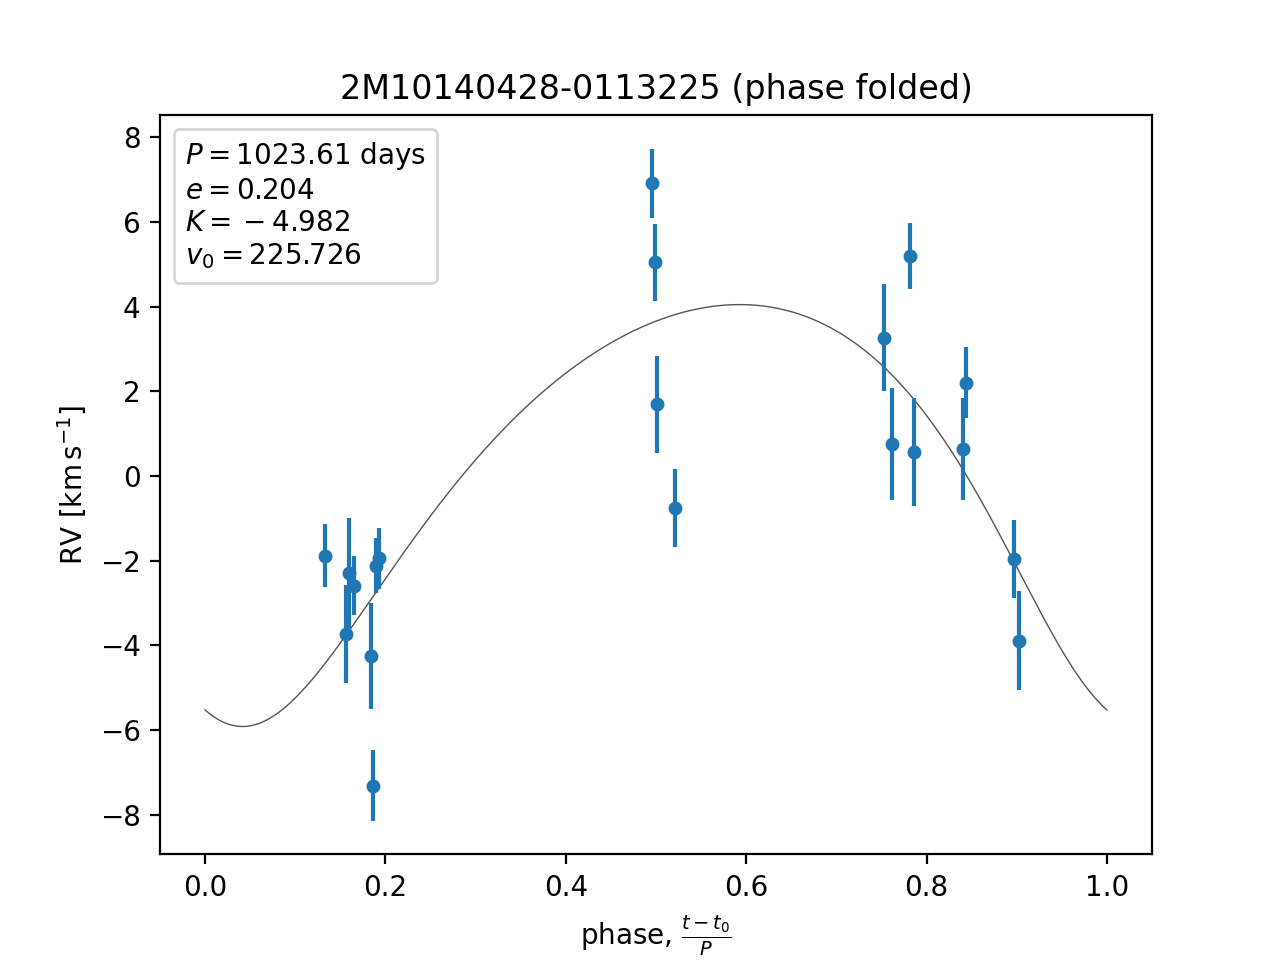 2M10140428-0113225 (phase folded)
P = 1023.61 days
e = 0.204
K = −4.982
v₀ = 225.726
8
6
4
2
0
−2
−4
−6
−8
RV [km s⁻¹]
0.0 0.2 0.4 0.6 0.8 1.0
phase, (t − t₀)/P